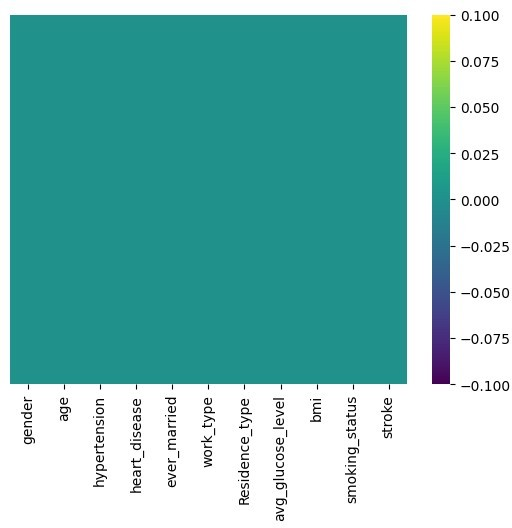 0.100
0.075
0.050
0.025
0.000
−0.025
−0.050
−0.075
−0.100
gender
age
hypertension
heart_disease
ever_married
work_type
Residence_type
avg_glucose_level
bmi
smoking_status
stroke